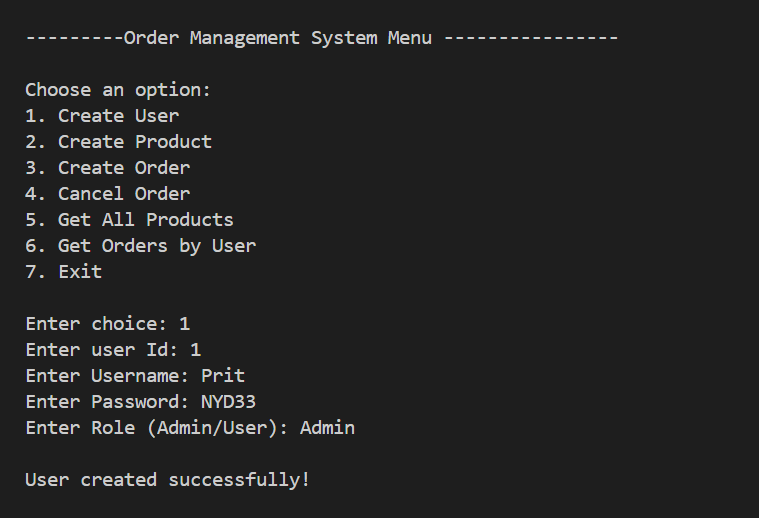 ---------Order Management System Menu ----------------
Choose an option:
1. Create User
2. Create Product
3. Create Order
4. Cancel Order
5. Get All Products
6. Get Orders by User
7. Exit
Enter choice: 1
Enter user Id: 1
Enter Username: Prit
Enter Password: NYD33
Enter Role (Admin/User): Admin
User created successfully!